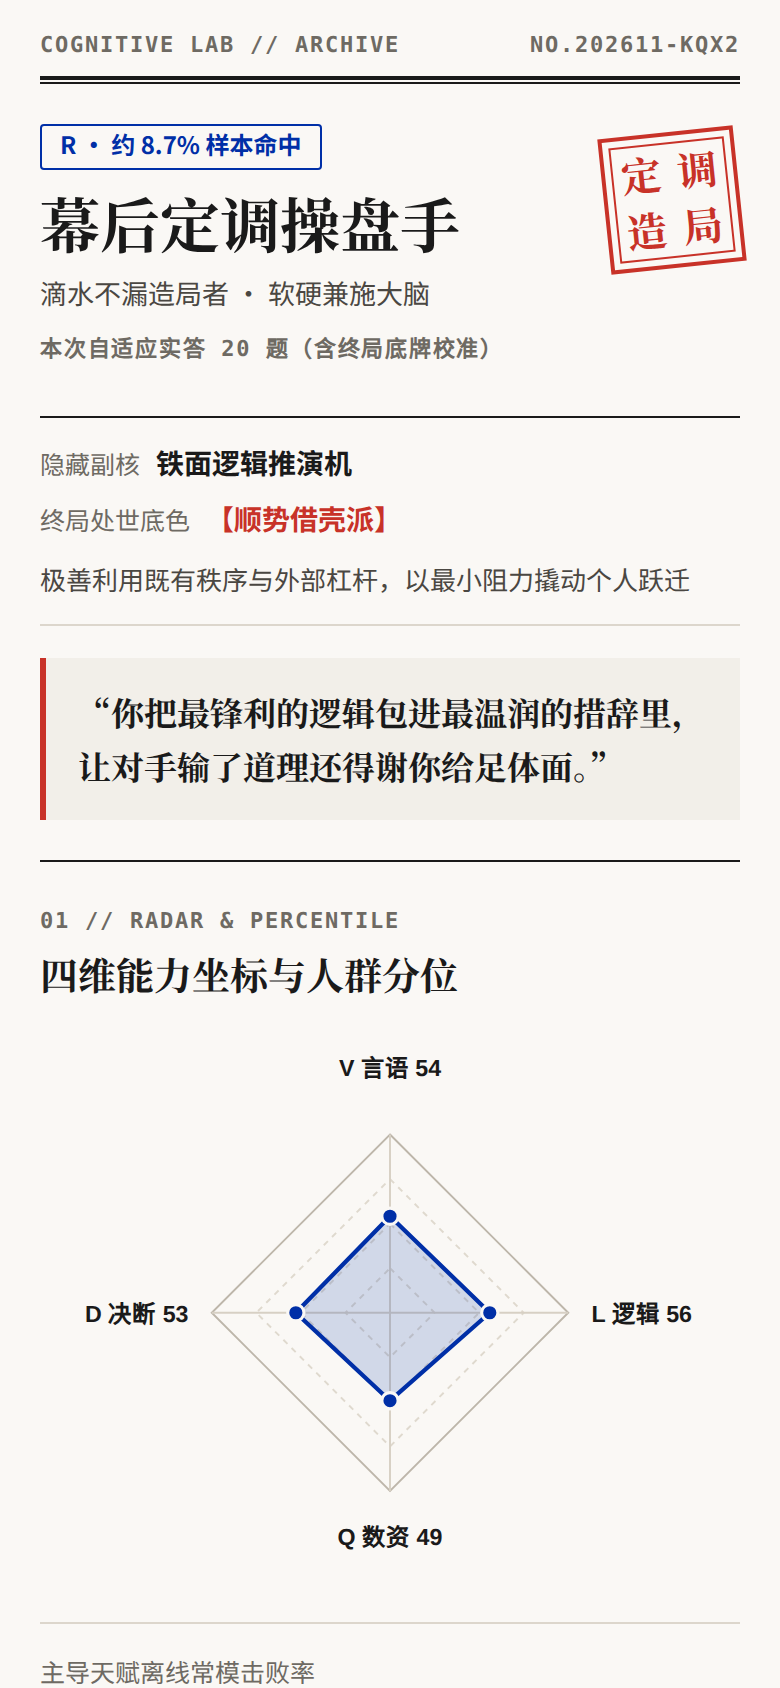 COGNITIVE LAB // ARCHIVE
NO.202611-KQX2
R · 约 8.7% 样本命中
定调
造局
幕后定调操盘手
滴水不漏造局者 · 软硬兼施大脑
本次自适应实答 20 题（含终局底牌校准）
隐藏副核 铁面逻辑推演机
终局处世底色 【顺势借壳派】
极善利用既有秩序与外部杠杆，以最小阻力撬动个人跃迁
“你把最锋利的逻辑包进最温润的措辞里，
让对手输了道理还得谢你给足体面。”
01 // RADAR & PERCENTILE
四维能力坐标与人群分位
V 言语 54
D 决断 53
L 逻辑 56
Q 数资 49
主导天赋离线常模击败率